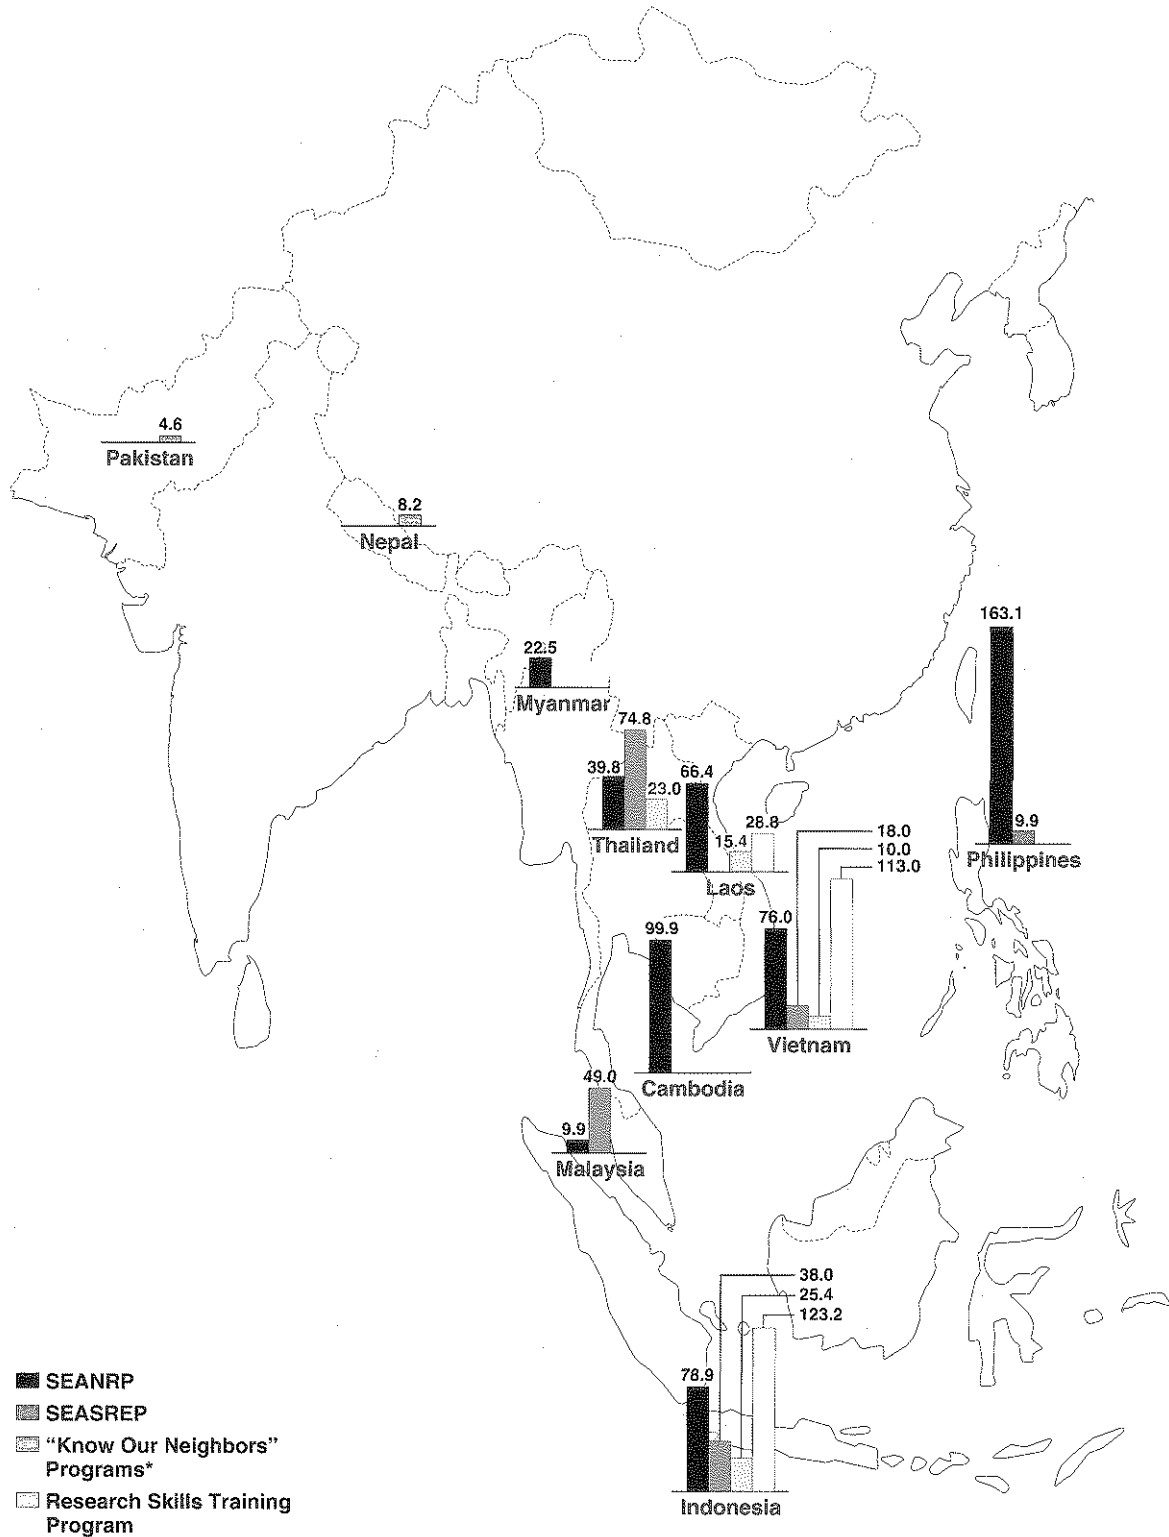 4.6
Pakistan
8.2
Nepal
163.1
22.5
Myanmar
74.8
39.8
66.4
23.0
28.8
15.4
9.9
18.0
10.0
113.0
Thailand
Philippines
Laos
76.0
99.9
Vietnam
49.0
Cambodia
9.9
Malaysia
38.0
25.4
123.2
78.9
Indonesia
SEANRP
SEASREP
“Know Our Neighbors”
Programs*
Research Skills Training
Program